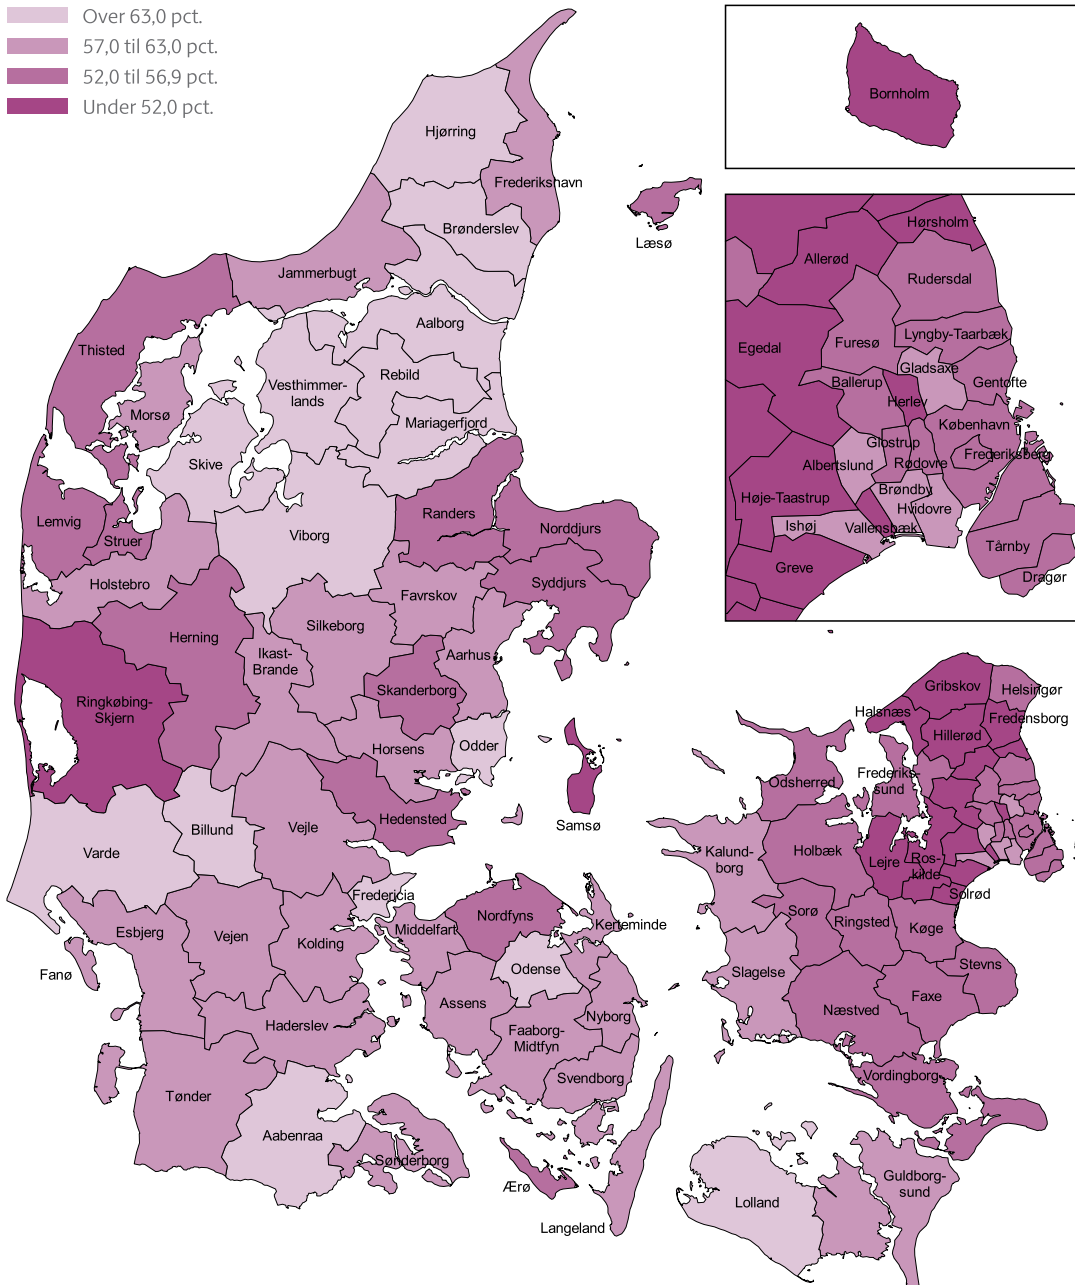 Over 63,0 pct.
57,0 til 63,0 pct.
52,0 til 56,9 pct.
Under 52,0 pct.
Hjørring
Frederikshavn
Læsø
Brønderslev
Jammerbugt
Aalborg
Thisted
Rebild
Vesthimmer-
lands
Morsø
Mariagerfjord
Skive
Lemvig
Randers
Norddjurs
Viborg
Struer
Holstebro
Syddjurs
Favrskov
Silkeborg
Herning
Ikast-
Brande
Aarhus
Skanderborg
Ringkøbing-
Skjern
Horsens
Odder
Hedensted
Samsø
Billund
Vejle
Varde
Fredericia
Esbjerg
Vejen
Kolding
Middelfart
Nordfyns
Kerteminde
Fanø
Odense
Assens
Nyborg
Haderslev
Faaborg-
Midtfyn
Svendborg
Tønder
Aabenraa
Sønderborg
Ærø
Langeland
Bornholm
Hørsholm
Allerød
Rudersdal
Egedal
Furesø
Lyngby-Taarbæk
Gladsaxe
Ballerup
Gentofte
Herlev
København
Glostrup
Frederiksberg
Albertslund
Rødovre
Brøndby
Høje-Taastrup
Hvidovre
Ishøj
Vallensbæk
Tårnby
Greve
Dragør
Gribskov
Helsingør
Halsnæs
Fredensborg
Hillerød
Odsherred
Frederiks-
sund
Kalund-
borg
Holbæk
Lejre
Ros-
kilde
Solrød
Sorø
Ringsted
Køge
Slagelse
Stevns
Næstved
Faxe
Vordingborg
Guldborg-
sund
Lolland